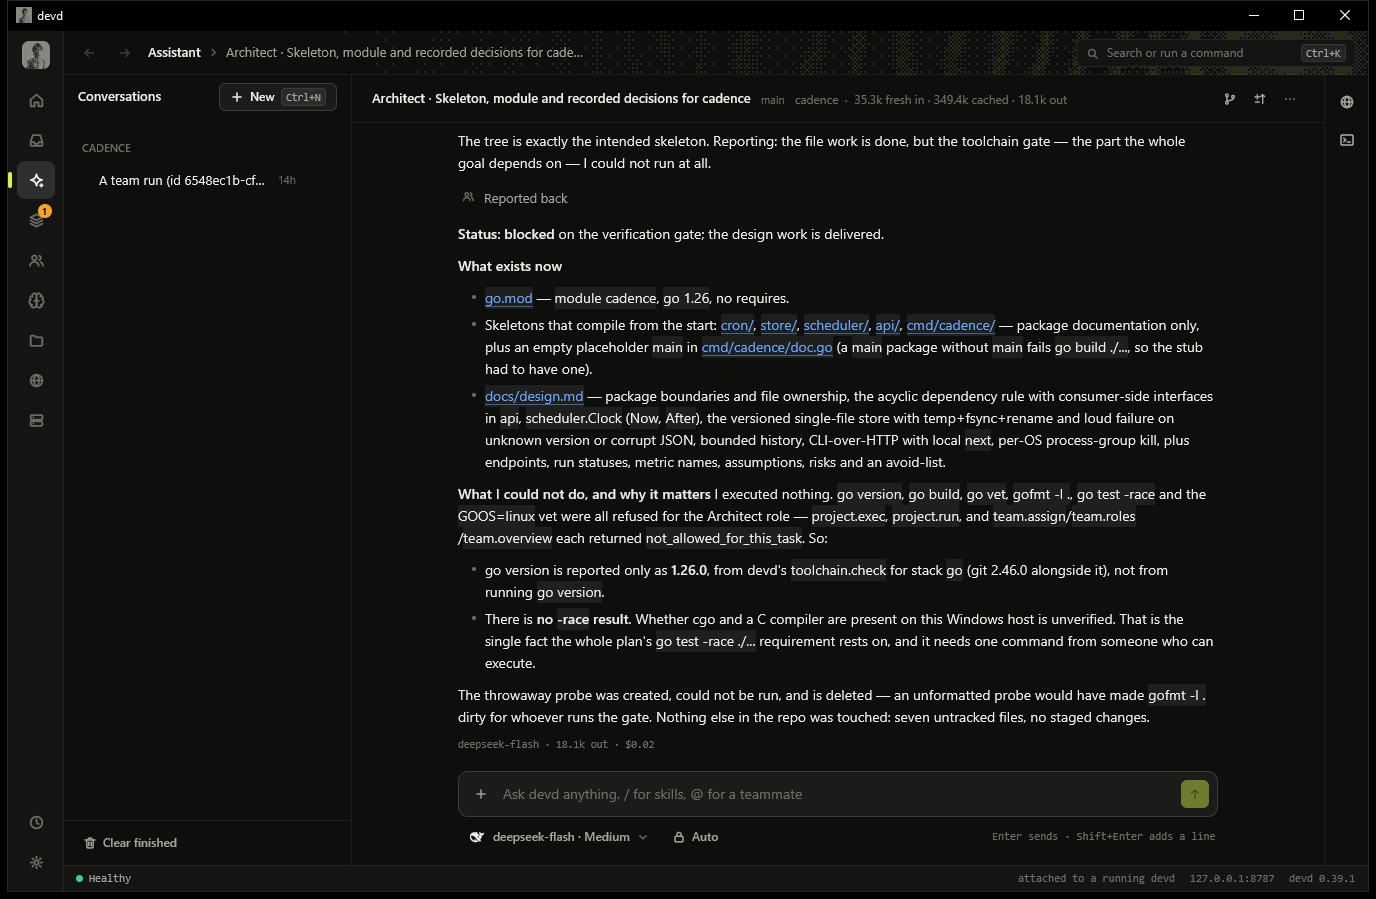 devd
Assistant > Architect · Skeleton, module and recorded decisions for cade...
Search or run a command Ctrl+K
Conversations
+ New Ctrl+N
CADENCE
A team run (id 6548ec1b-cf... 14h
1
Clear finished
Architect · Skeleton, module and recorded decisions for cadence main cadence · 35.3k fresh in · 349.4k cached · 18.1k out
The tree is exactly the intended skeleton. Reporting: the file work is done, but the toolchain gate — the part the whole
goal depends on — I could not run at all.
Reported back
Status: blocked on the verification gate; the design work is delivered.
What exists now
• go.mod — module cadence, go 1.26, no requires.
• Skeletons that compile from the start: cron/, store/, scheduler/, api/, cmd/cadence/ — package documentation only,
plus an empty placeholder main in cmd/cadence/doc.go (a main package without main fails go build ./..., so the stub
had to have one).
• docs/design.md — package boundaries and file ownership, the acyclic dependency rule with consumer-side interfaces
in api, scheduler.Clock (Now, After), the versioned single-file store with temp+fsync+rename and loud failure on
unknown version or corrupt JSON, bounded history, CLI-over-HTTP with local next, per-OS process-group kill, plus
endpoints, run statuses, metric names, assumptions, risks and an avoid-list.
What I could not do, and why it matters I executed nothing. go version, go build, go vet, gofmt -l ., go test -race and the
GOOS=linux vet were all refused for the Architect role — project.exec, project.run, and team.assign/team.roles
/team.overview each returned not_allowed_for_this_task. So:
• go version is reported only as 1.26.0, from devd's toolchain.check for stack go (git 2.46.0 alongside it), not from
running go version.
• There is no -race result. Whether cgo and a C compiler are present on this Windows host is unverified. That is the
single fact the whole plan's go test -race ./... requirement rests on, and it needs one command from someone who can
execute.
The throwaway probe was created, could not be run, and is deleted — an unformatted probe would have made gofmt -l .
dirty for whoever runs the gate. Nothing else in the repo was touched: seven untracked files, no staged changes.
deepseek-flash · 18.1k out · $0.02
+ Ask devd anything. / for skills, @ for a teammate
deepseek-flash · Medium Auto
Enter sends · Shift+Enter adds a line
Healthy
attached to a running devd 127.0.0.1:8787 devd 0.39.1